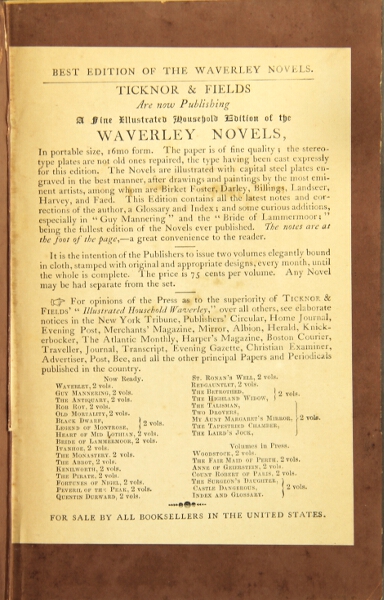 BEST EDITION OF THE WAVERLEY NOVELS.
TICKNOR & FIELDS
Are now Publishing
A Fine Illustrated Household Edition of the
WAVERLEY NOVELS,
In portable size, 16mo form. The paper is of fine quality; the stereo-
type plates are not old ones repaired, the type having been cast expressly
for this edition. The Novels are illustrated with capital steel plates en-
graved in the best manner, after drawings and paintings by the most emi-
nent artists, among whom are Birket Foster, Darley, Billings, Landseer,
Harvey, and Faed. This Edition contains all the latest notes and cor-
rections of the author, a Glossary and Index; and some curious additions,
especially in "Guy Mannering" and the "Bride of Lammermoor;"
being the fullest edition of the Novels ever published. The notes are at
the foot of the page,—a great convenience to the reader.
It is the intention of the Publishers to issue two volumes elegantly bound
in cloth, stamped with original and appropriate designs, every month, until
the whole is complete. The price is 75 cents per volume. Any Novel
may be had separate from the set.
☞ For opinions of the Press as to the superiority of TICKNOR &
FIELDS' "Illustrated Household Waverley," over all others, see elaborate
notices in the New York Tribune, Publishers' Circular, Home Journal,
Evening Post, Merchants' Magazine, Mirror, Albion, Herald, Knick-
erbocker, The Atlantic Monthly, Harper's Magazine, Boston Courier,
Traveller, Journal, Transcript, Evening Gazette, Christian Examiner,
Advertiser, Post, Bee, and all the other principal Papers and Periodicals
published in the country.
Now Ready.
WAVERLEY, 2 vols.
GUY MANNERING, 2 vols.
THE ANTIQUARY, 2 vols.
ROB ROY, 2 vols.
OLD MORTALITY, 2 vols.
BLACK DWARF,
LEGEND OF MONTROSE, } 2 vols.
HEART OF MID LOTHIAN, 2 vols.
BRIDE OF LAMMERMOOR, 2 vols.
IVANHOE, 2 vols.
THE MONASTERY, 2 vols.
THE ABBOT, 2 vols.
KENILWORTH, 2 vols.
THE PIRATE, 2 vols.
FORTUNES OF NIGEL, 2 vols.
PEVERIL OF THE PEAK, 2 vols.
QUENTIN DURWARD, 2 vols.
ST. RONAN'S WELL, 2 vols.
REDGAUNTLET, 2 vols.
THE BETROTHED,
THE HIGHLAND WIDOW, } 2 vols.
THE TALISMAN,
TWO DROVERS,
MY AUNT MARGARET'S MIRROR, } 2 vols.
THE TAPESTRIED CHAMBER,
THE LAIRD'S JOCK,
Volumes in Press.
WOODSTOCK, 2 vols.
THE FAIR MAID OF PERTH, 2 vols.
ANNE OF GEIERSTEIN, 2 vols.
COUNT ROBERT OF PARIS, 2 vols.
THE SURGEON'S DAUGHTER,
CASTLE DANGEROUS, } 2 vols.
INDEX AND GLOSSARY.
FOR SALE BY ALL BOOKSELLERS IN THE UNITED STATES.